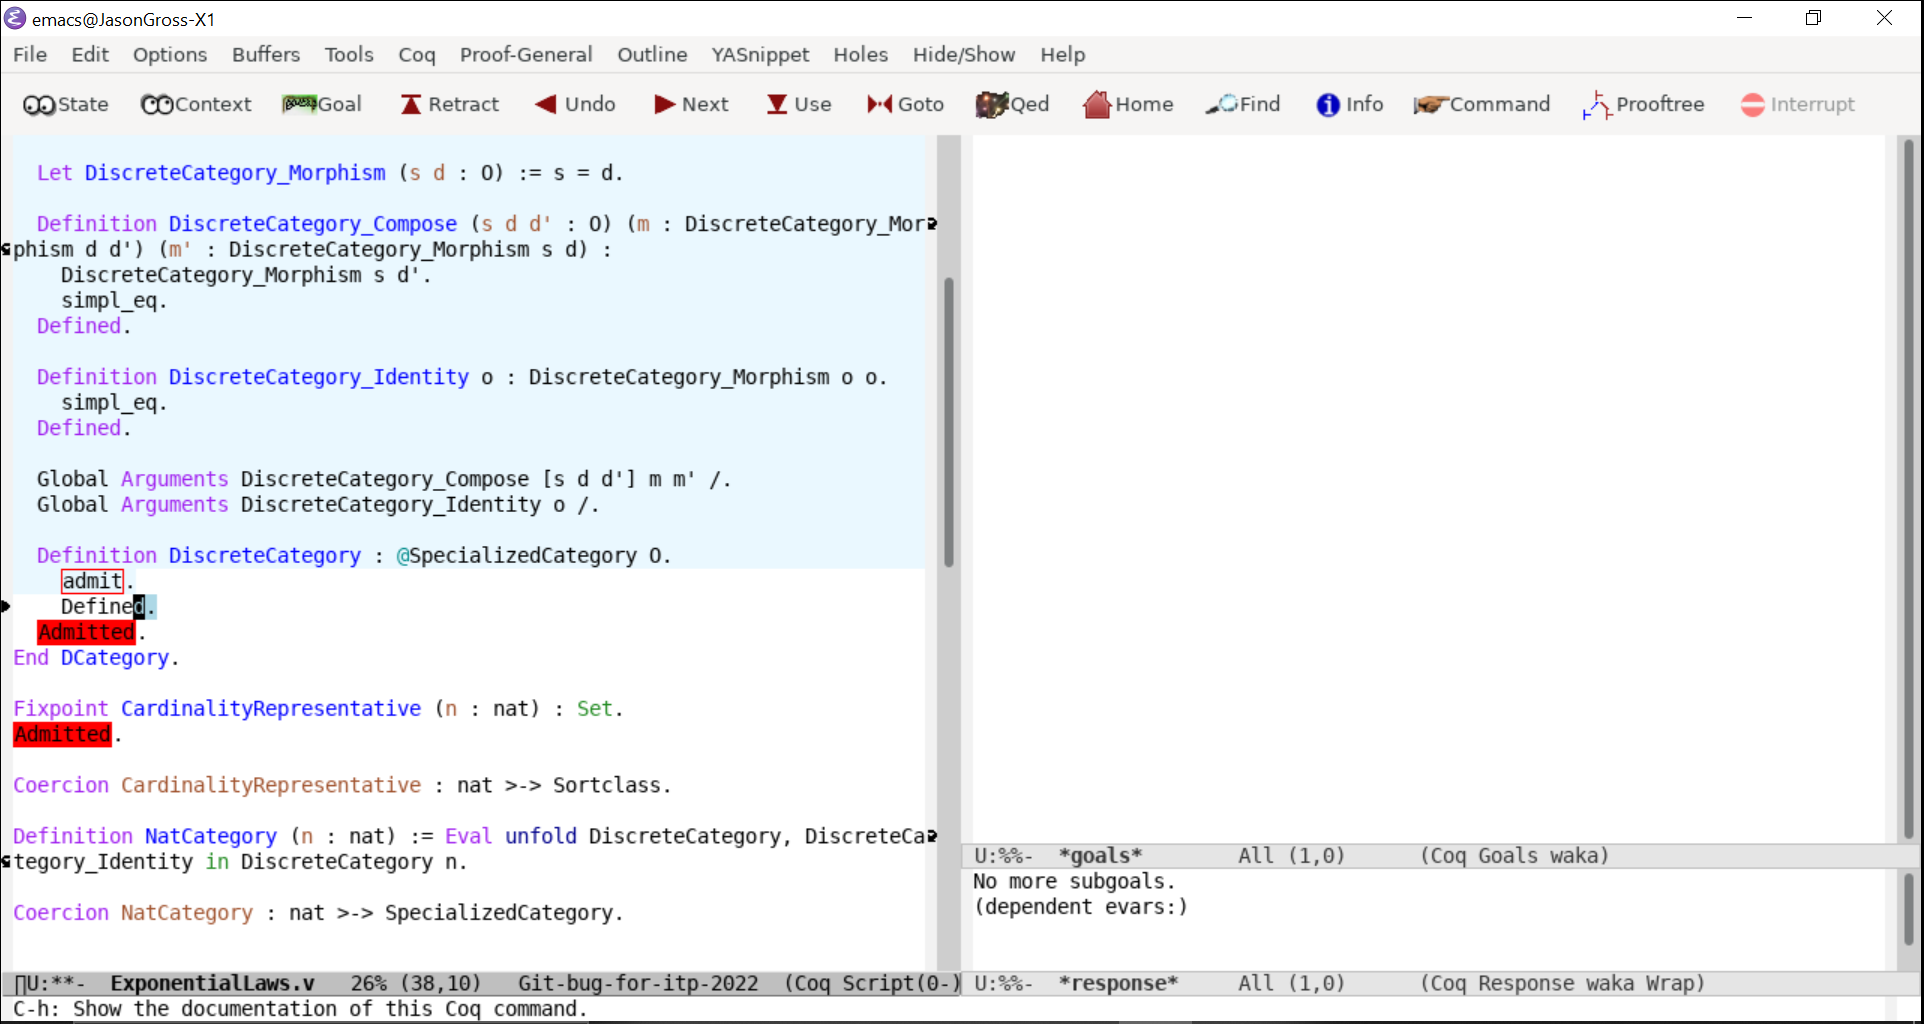 emacs@JasonGross-X1
File Edit Options Buffers Tools Coq Proof-General Outline YASnippet Holes Hide/Show Help
State Context Goal Retract Undo Next Use Goto Qed Home Find Info Command Prooftree Interrupt
Let DiscreteCategory_Morphism (s d : O) := s = d.
Definition DiscreteCategory_Compose (s d d' : O) (m : DiscreteCategory_Mor
phism d d') (m' : DiscreteCategory_Morphism s d) :
DiscreteCategory_Morphism s d'.
simpl_eq.
Defined.
Definition DiscreteCategory_Identity o : DiscreteCategory_Morphism o o.
simpl_eq.
Defined.
Global Arguments DiscreteCategory_Compose [s d d'] m m' /.
Global Arguments DiscreteCategory_Identity o /.
Definition DiscreteCategory : @SpecializedCategory O.
admit.
Defined.
Admitted.
End DCategory.
Fixpoint CardinalityRepresentative (n : nat) : Set.
Admitted.
Coercion CardinalityRepresentative : nat >-> Sortclass.
Definition NatCategory (n : nat) := Eval unfold DiscreteCategory, DiscreteCa
tegory_Identity in DiscreteCategory n.
Coercion NatCategory : nat >-> SpecializedCategory.
U:**- ExponentialLaws.v 26% (38,10) Git-bug-for-itp-2022 (Coq Script(0-)
C-h: Show the documentation of this Coq command.
U:%%- *goals* All (1,0) (Coq Goals waka)
No more subgoals.
(dependent evars:)
U:%%- *response* All (1,0) (Coq Response waka Wrap)